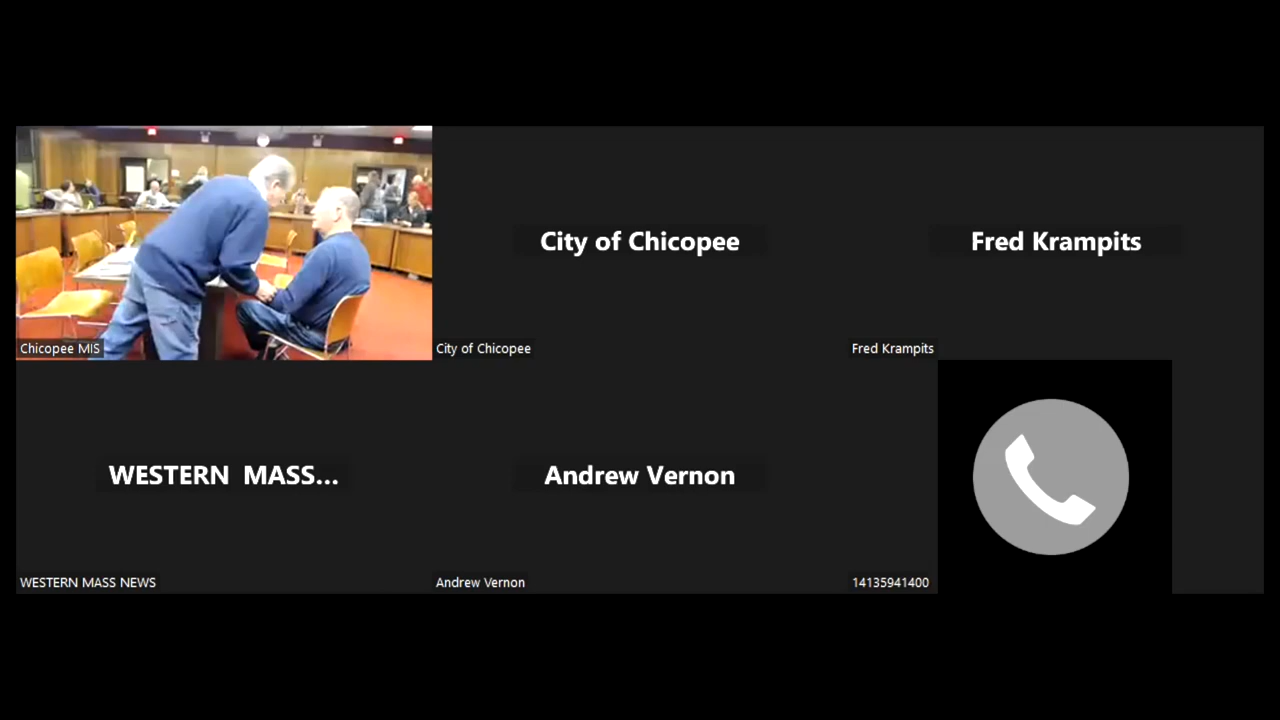 City of Chicopee
Fred Krampits
Chicopee MIS
City of Chicopee
Fred Krampits
WESTERN MASS...
Andrew Vernon
WESTERN MASS NEWS
Andrew Vernon
14135941400